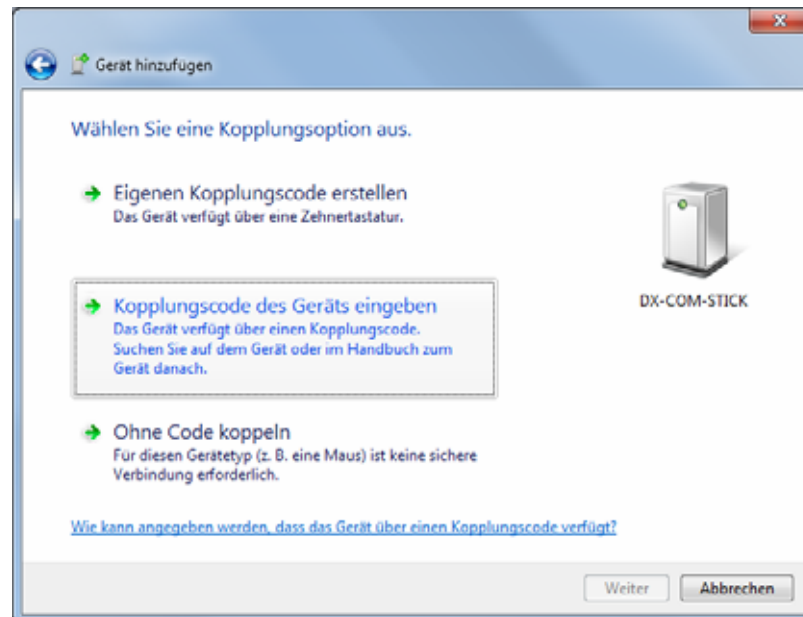 Gerät hinzufügen
Wählen Sie eine Kopplungsoption aus.
Eigenen Kopplungscode erstellen
Das Gerät verfügt über eine Zehnertastatur.
Kopplungscode des Geräts eingeben
Das Gerät verfügt über einen Kopplungscode.
Suchen Sie auf dem Gerät oder im Handbuch zum
Gerät danach.
DX-COM-STICK
Ohne Code koppeln
Für diesen Gerätetyp (z. B. eine Maus) ist keine sichere
Verbindung erforderlich.
Wie kann angegeben werden, dass das Gerät über einen Kopplungscode verfügt?
Weiter
Abbrechen